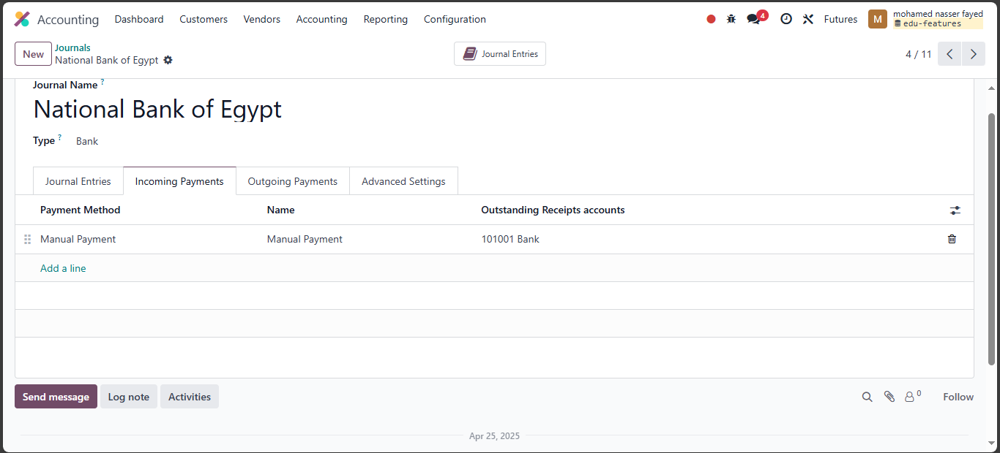 Accounting Dashboard Customers Vendors Accounting Reporting Configuration 4 Futures M mohamed nasser fayed
edu-features
New Journals
National Bank of Egypt
Journal Entries
4 / 11
Journal Name ?
National Bank of Egypt
Type ? Bank
Journal Entries Incoming Payments Outgoing Payments Advanced Settings
Payment Method Name Outstanding Receipts accounts
Manual Payment Manual Payment 101001 Bank
Add a line
Send message Log note Activities 0 Follow
Apr 25, 2025